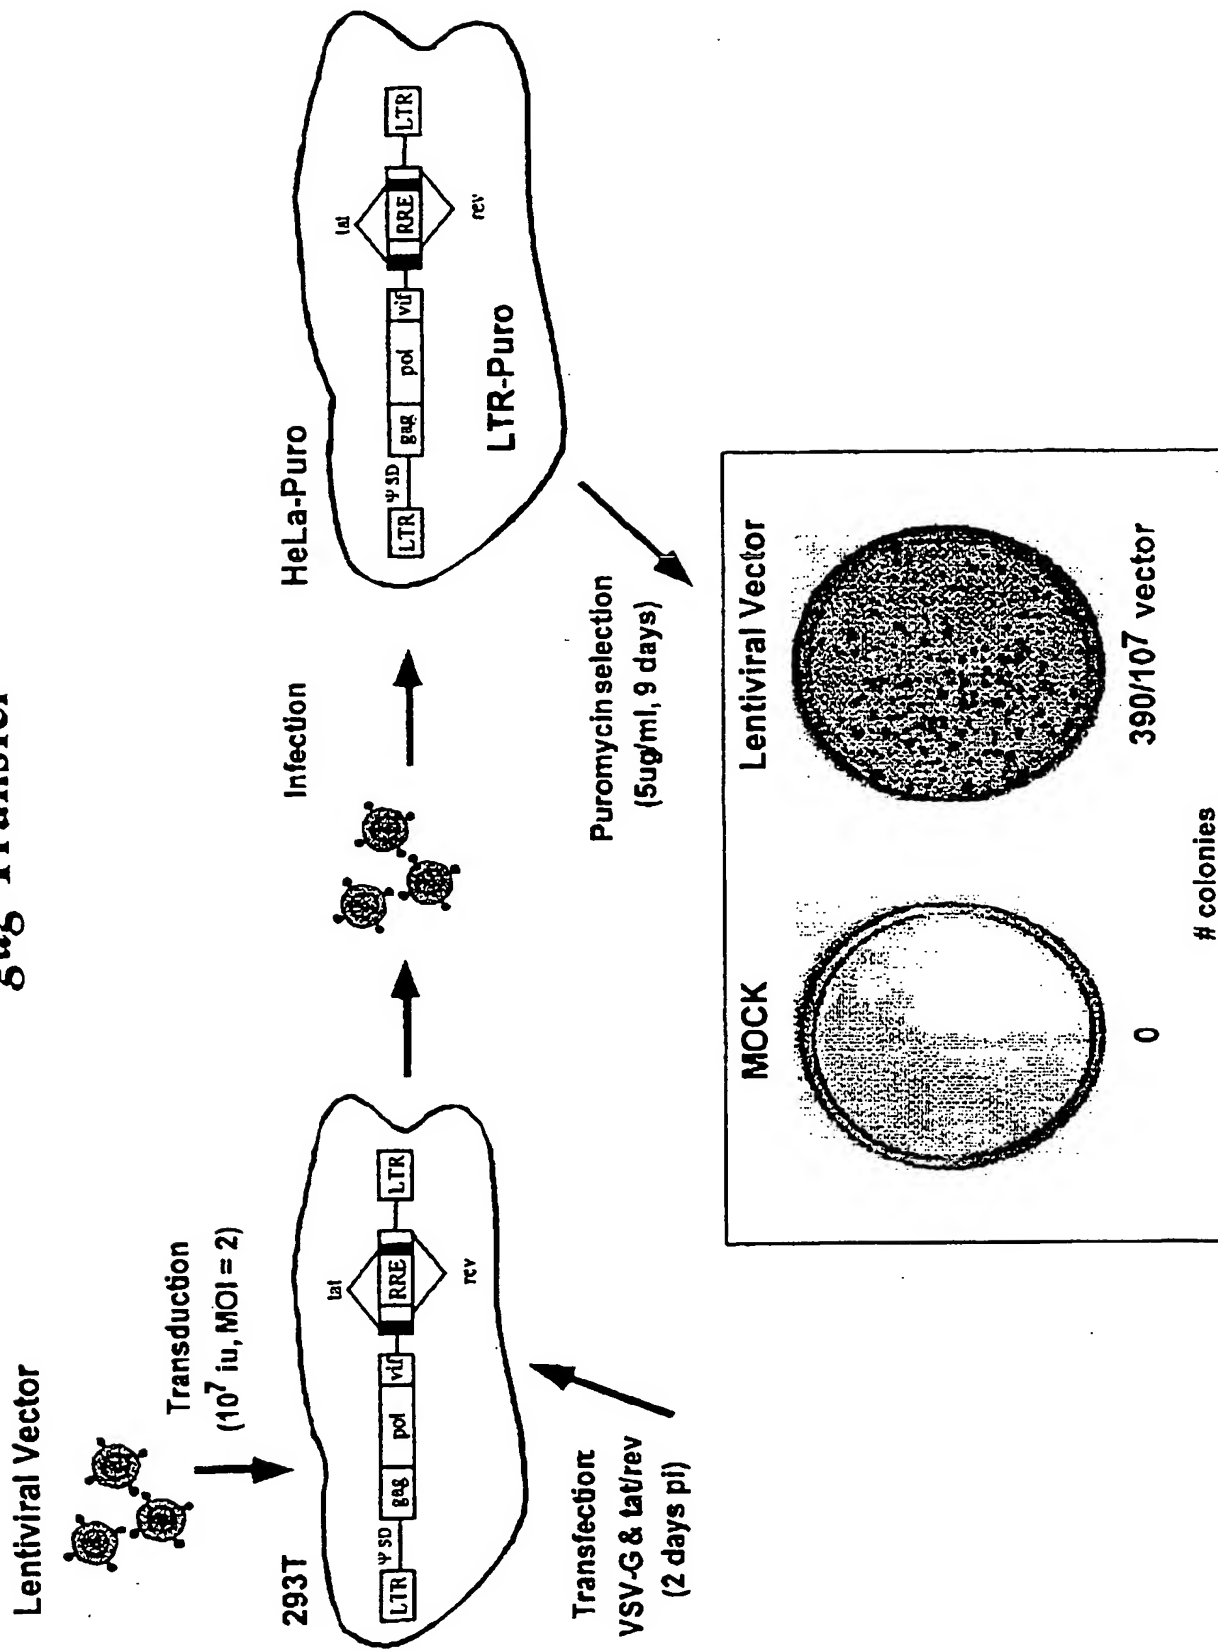 gag Transfer
Lentiviral Vector
Transduction
(10⁷ iu, MOI = 2)
293T
LTR
Ψ SD
gag
pol
vif
tat
RRE
rev
LTR
Transfection
VSV-G & tat/rev
(2 days pi)
Infection
HeLa-Puro
LTR
Ψ SD
gag
pol
vif
tat
RRE
rev
LTR
LTR-Puro
Puromycin selection
(5ug/ml, 9 days)
MOCK
Lentiviral Vector
0
390/10⁷ vector
# colonies